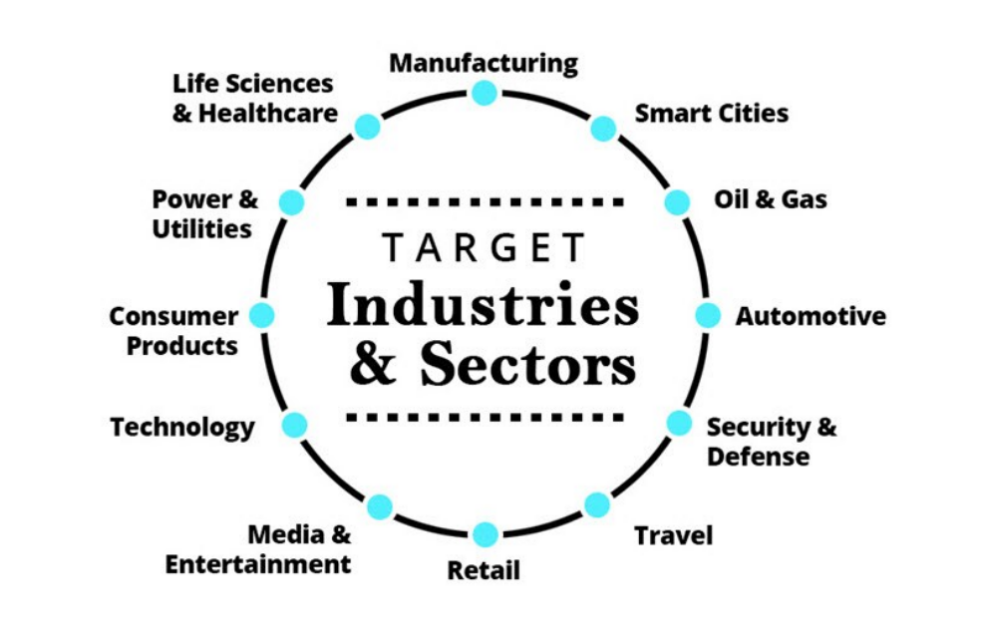 Manufacturing
Smart Cities
Oil & Gas
Automotive
Security &
Defense
Travel
Retail
Media &
Entertainment
Technology
Consumer
Products
Power &
Utilities
Life Sciences
& Healthcare
TARGET
Industries
& Sectors